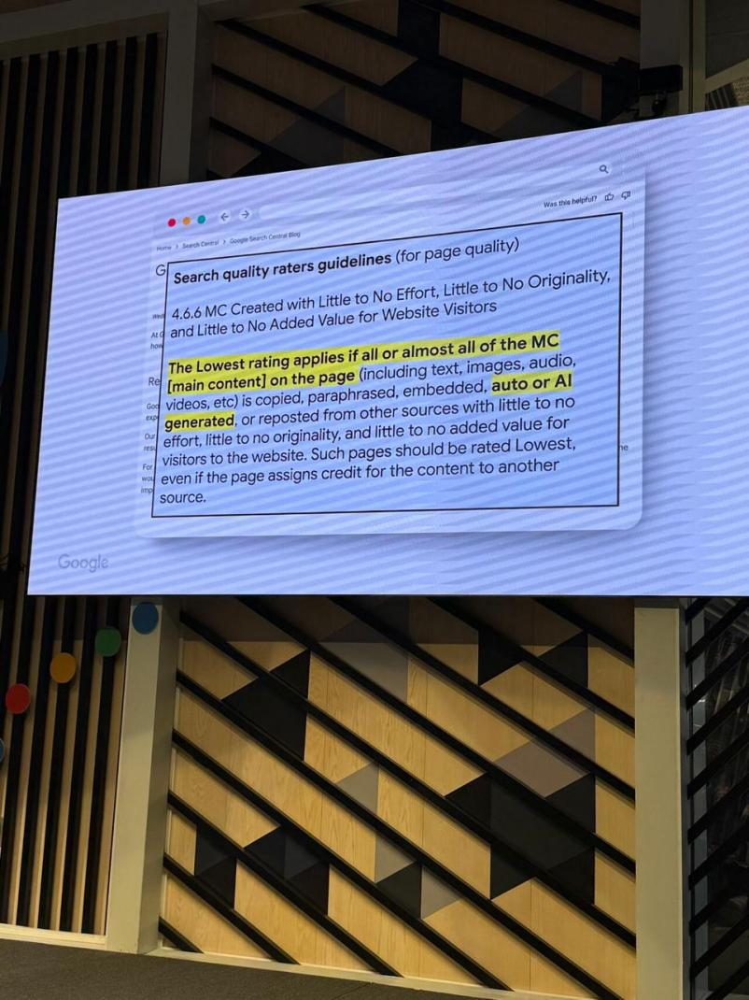 Was this helpful?
Home > Search Central > Google Search Central Blog
Search quality raters guidelines (for page quality)
4.6.6 MC Created with Little to No Effort, Little to No Originality,
and Little to No Added Value for Website Visitors
The Lowest rating applies if all or almost all of the MC
[main content] on the page (including text, images, audio,
videos, etc) is copied, paraphrased, embedded, auto or AI
generated, or reposted from other sources with little to no
effort, little to no originality, and little to no added value for
visitors to the website. Such pages should be rated Lowest,
even if the page assigns credit for the content to another
source.
Google